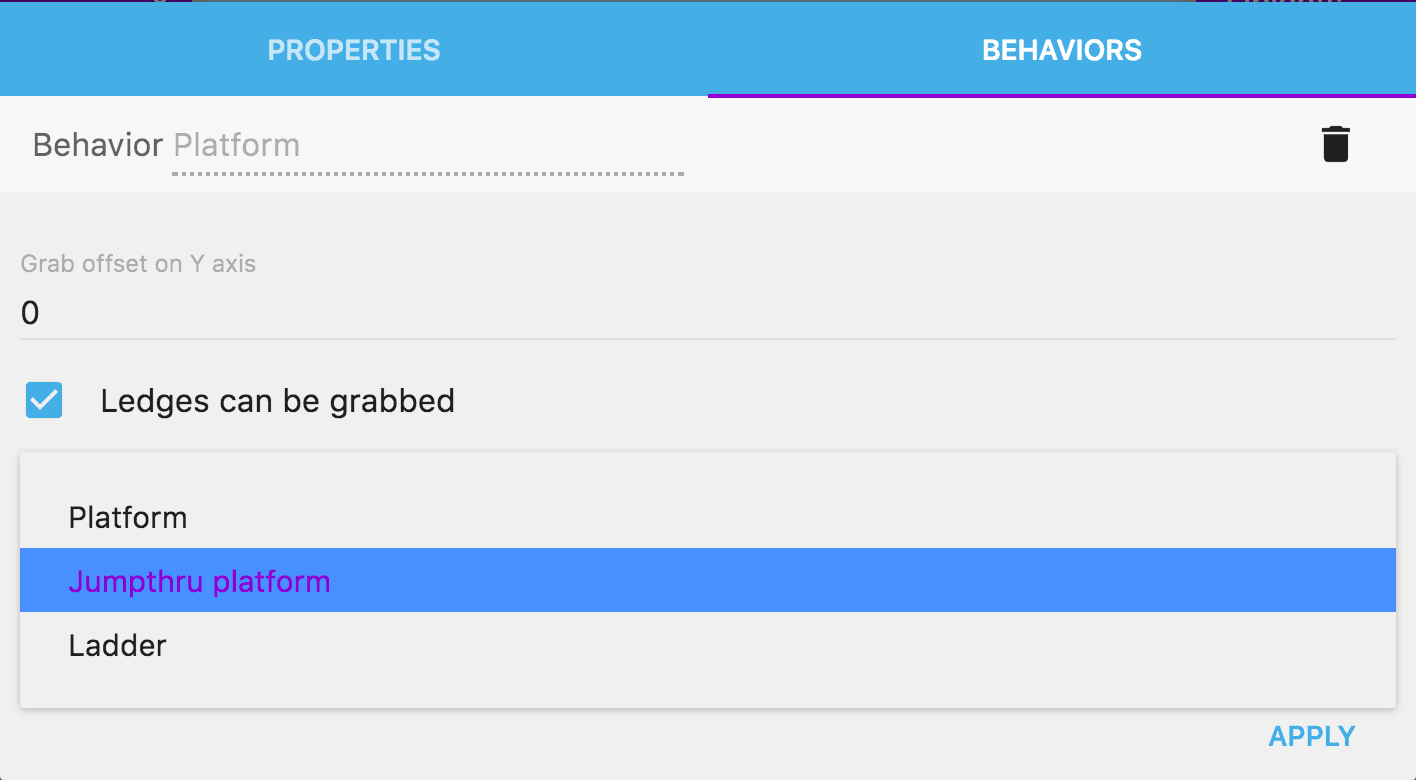 PROPERTIES BEHAVIORS
Behavior Platform
Grab offset on Y axis
0
Ledges can be grabbed
Platform
Jumpthru platform
Ladder
APPLY